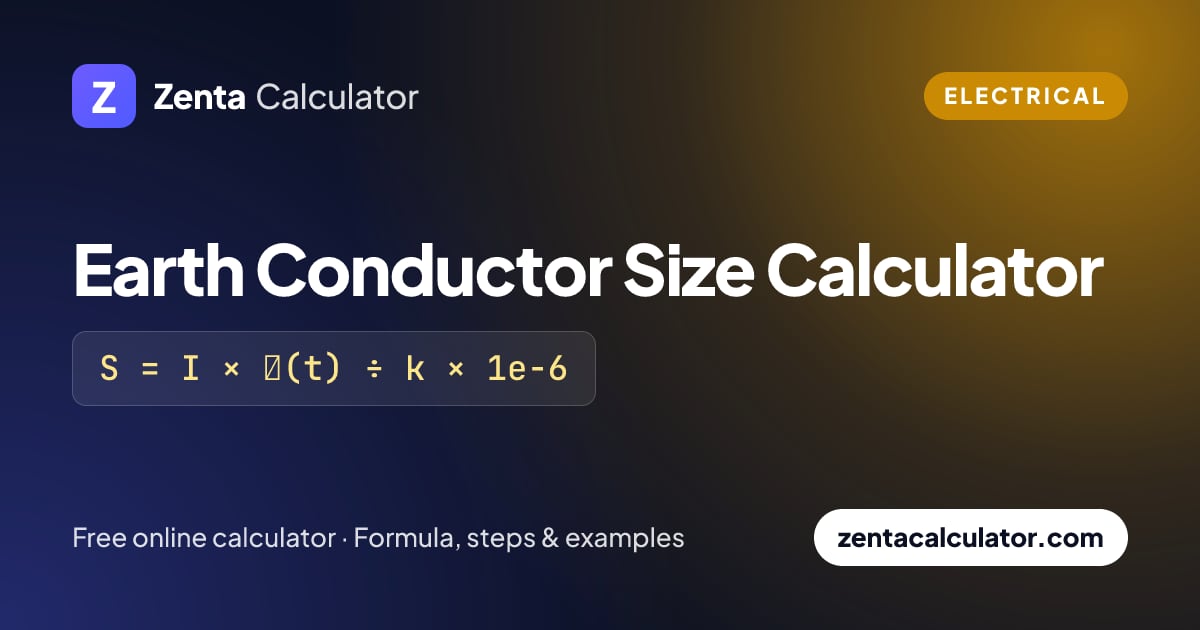 Z
Zenta Calculator
ELECTRICAL
Earth Conductor Size Calculator
S = I × (t) ÷ k × 1e-6
Free online calculator · Formula, steps & examples
zentacalculator.com